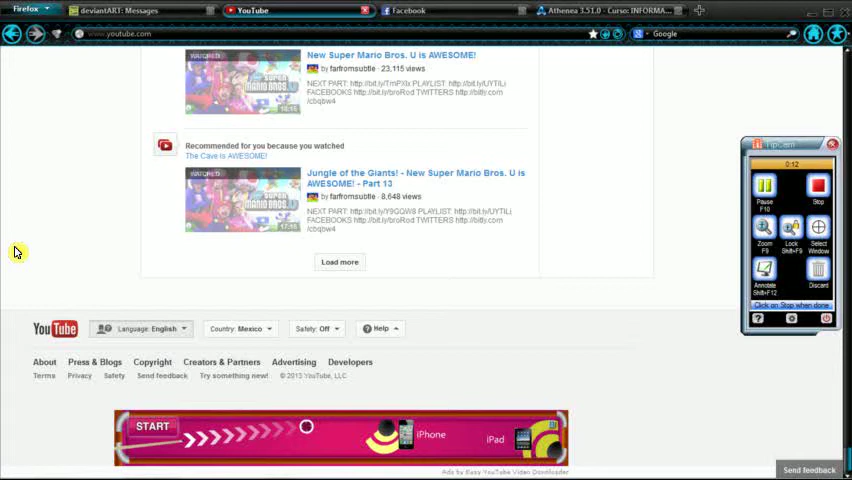 Firefox
deviantART: Messages
YouTube
Facebook
Athenea 3.51.0 - Curso: INFORMA...
www.youtube.com
Google
WATCHED
New Super Mario Bros. U is AWESOME!
by farfromsubtle · 23,115 views
NEXT PART: http://bit.ly/TmPXIx PLAYLIST: http://bit.ly/UYTILi
FACEBOOKS http://bit.ly/broRod TWITTERS http://bitly.com
/cbqbw4
Recommended for you because you watched
The Cave is AWESOME!
WATCHED
17:15
Jungle of the Giants! - New Super Mario Bros. U is
AWESOME! - Part 13
by farfromsubtle · 8,648 views
NEXT PART: http://bit.ly/Y9GQW8 PLAYLIST: http://bit.ly/UYTILi
FACEBOOKS http://bit.ly/broRod TWITTERS http://bitly.com
/cbqbw4
Load more
YouTube
Language: English
Country: Mexico
Safety: Off
Help
About Press & Blogs Copyright Creators & Partners Advertising Developers
Terms Privacy Safety Send feedback Try something new! © 2013 YouTube, LLC
START
iPhone
iPad
Ads by Easy YouTube Video Downloader
Send feedback
TipCam
0:12
Pause
F10
Stop
Zoom
F9
Lock
Shift+F9
Select
Window
Annotate
Shift+F12
Discard
Click on Stop when done